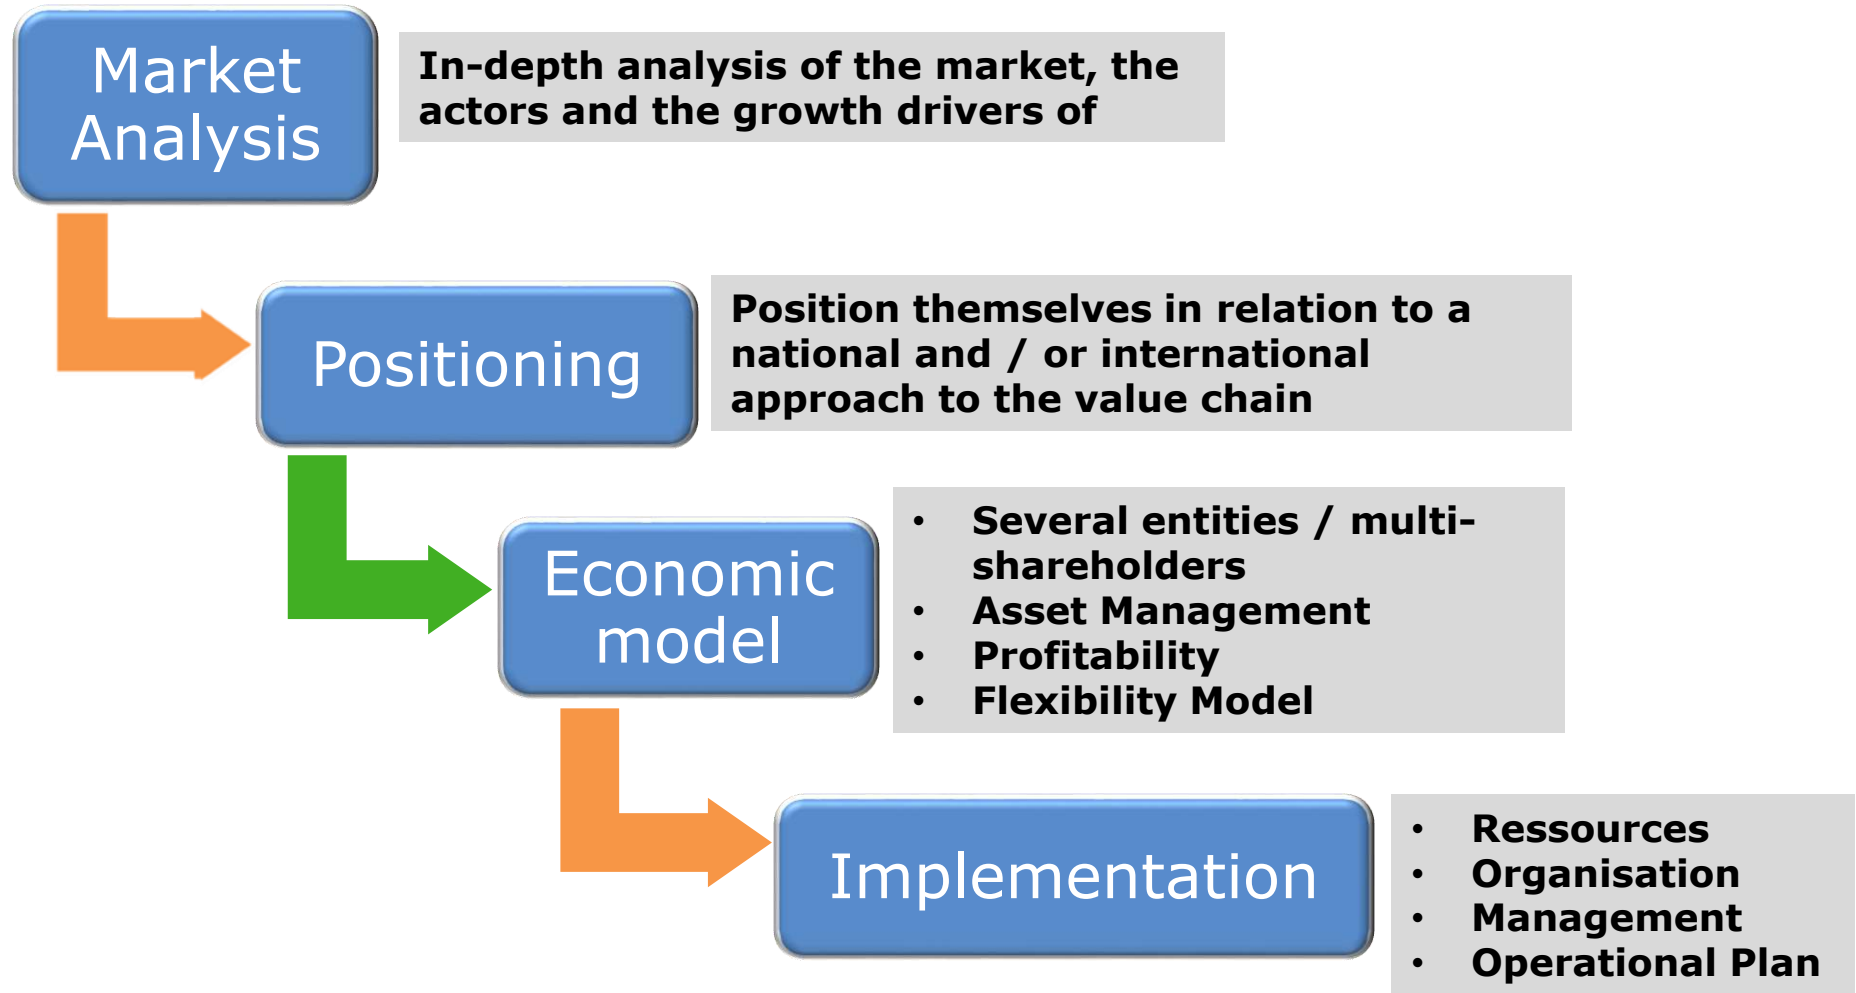 Market
Analysis
In-depth analysis of the market, the
actors and the growth drivers of
Positioning
Position themselves in relation to a
national and / or international
approach to the value chain
Economic
model
• Several entities / multi-
shareholders
• Asset Management
• Profitability
• Flexibility Model
Implementation
• Ressources
• Organisation
• Management
• Operational Plan